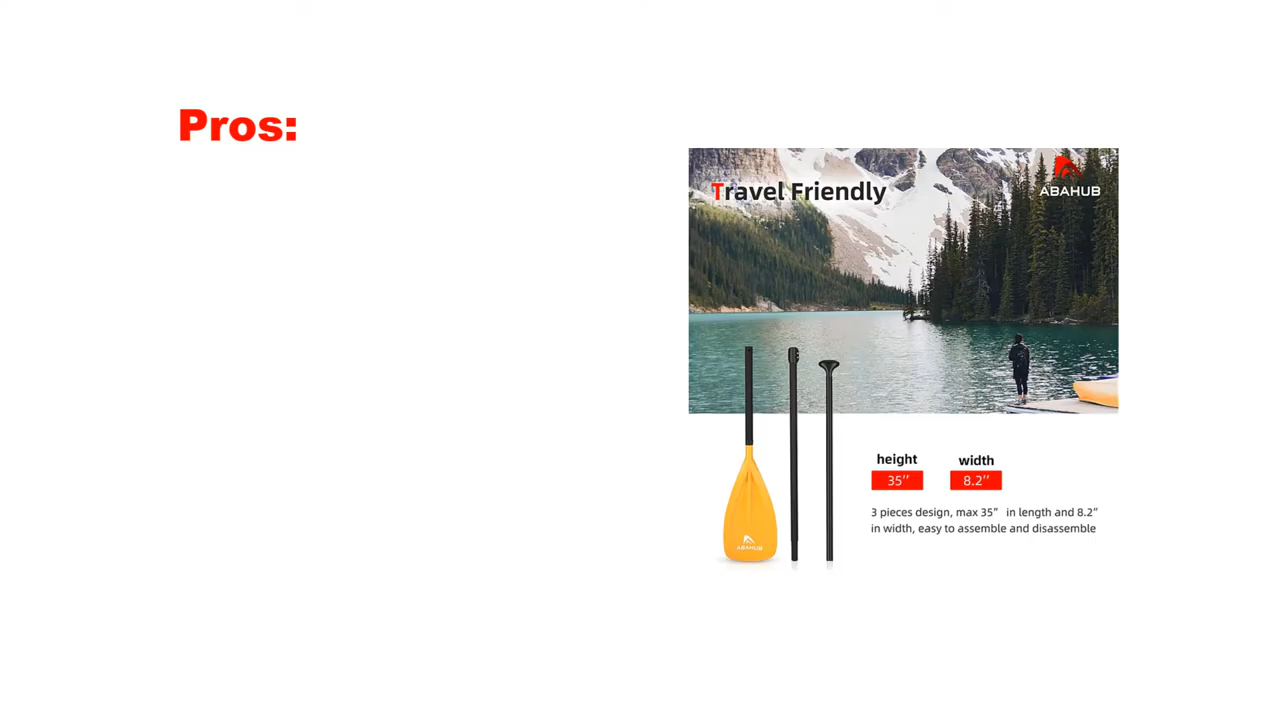 Pros:
Travel Friendly
ABAHUB
height
width
35’’
8.2’’
3 pieces design, max 35” in length and 8.2”
in width, easy to assemble and disassemble
ABAHUB